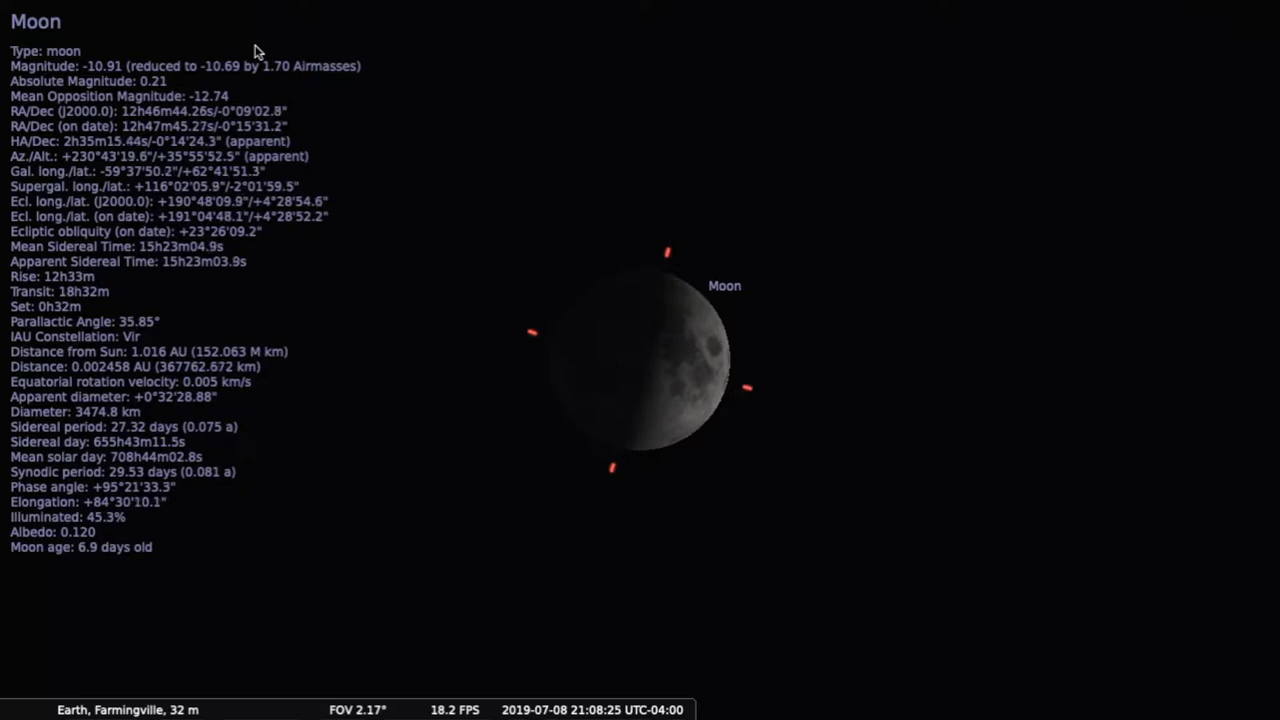 Moon
Type: moon
Magnitude: -10.91 (reduced to -10.69 by 1.70 Airmasses)
Absolute Magnitude: 0.21
Mean Opposition Magnitude: -12.74
RA/Dec (J2000.0): 12h46m44.26s/-0°09'02.8"
RA/Dec (on date): 12h47m45.27s/-0°15'31.2"
HA/Dec: 2h35m15.44s/-0°14'24.3" (apparent)
Az./Alt.: +230°43'19.6"/+35°55'52.5" (apparent)
Gal. long./lat.: -59°37'50.2"/+62°41'51.3"
Supergal. long./lat.: +116°02'05.9"/-2°01'59.5"
Ecl. long./lat. (J2000.0): +190°48'09.9"/+4°28'54.6"
Ecl. long./lat. (on date): +191°04'48.1"/+4°28'52.2"
Ecliptic obliquity (on date): +23°26'09.2"
Mean Sidereal Time: 15h23m04.9s
Apparent Sidereal Time: 15h23m03.9s
Rise: 12h33m
Transit: 18h32m
Set: 0h32m
Parallactic Angle: 35.85°
IAU Constellation: Vir
Distance from Sun: 1.016 AU (152.063 M km)
Distance: 0.002458 AU (367762.672 km)
Equatorial rotation velocity: 0.005 km/s
Apparent diameter: +0°32'28.88"
Diameter: 3474.8 km
Sidereal period: 27.32 days (0.075 a)
Sidereal day: 655h43m11.5s
Mean solar day: 708h44m02.8s
Synodic period: 29.53 days (0.081 a)
Phase angle: +95°21'33.3"
Elongation: +84°30'10.1"
Illuminated: 45.3%
Albedo: 0.120
Moon age: 6.9 days old
Moon
Earth, Farmingville, 32 m FOV 2.17° 18.2 FPS 2019-07-08 21:08:25 UTC-04:00